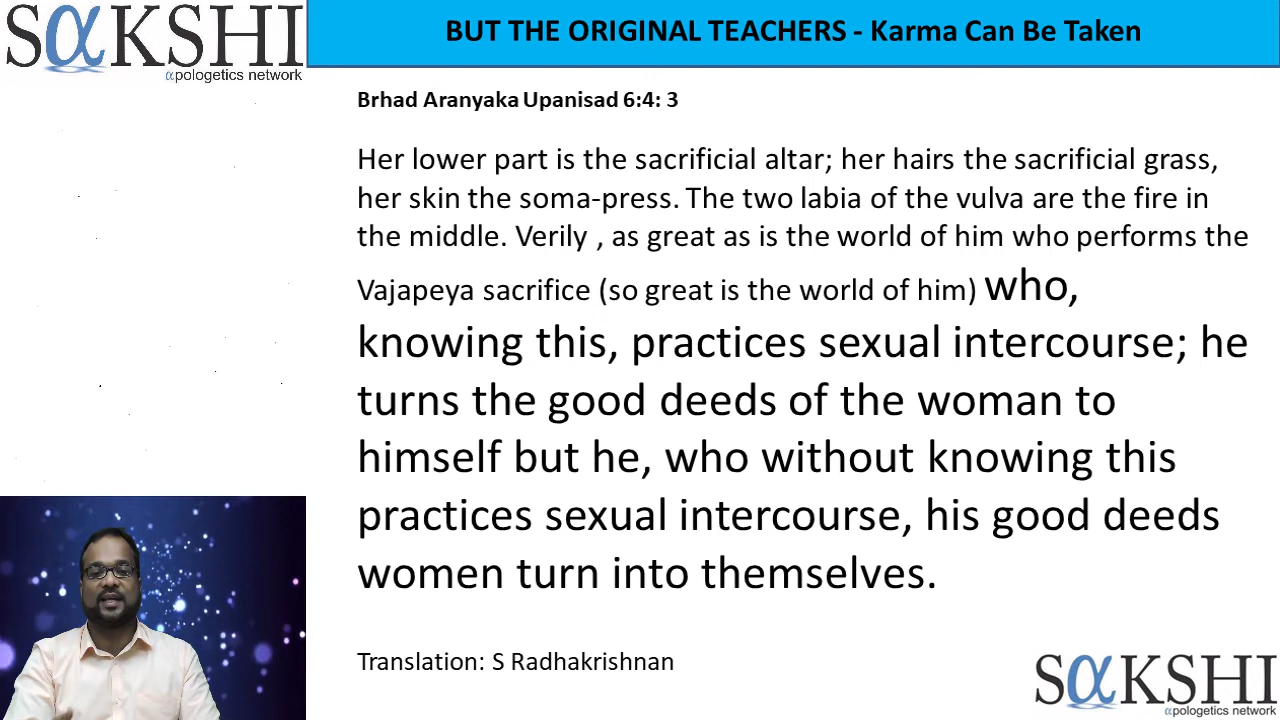 SαKSHI
αpologetics network
BUT THE ORIGINAL TEACHERS - Karma Can Be Taken
Brhad Aranyaka Upanisad 6:4: 3
Her lower part is the sacrificial altar; her hairs the sacrificial grass,
her skin the soma-press. The two labia of the vulva are the fire in
the middle. Verily , as great as is the world of him who performs the
Vajapeya sacrifice (so great is the world of him) who,
knowing this, practices sexual intercourse; he
turns the good deeds of the woman to
himself but he, who without knowing this
practices sexual intercourse, his good deeds
women turn into themselves.
Translation: S Radhakrishnan
SαKSHI
αpologetics network